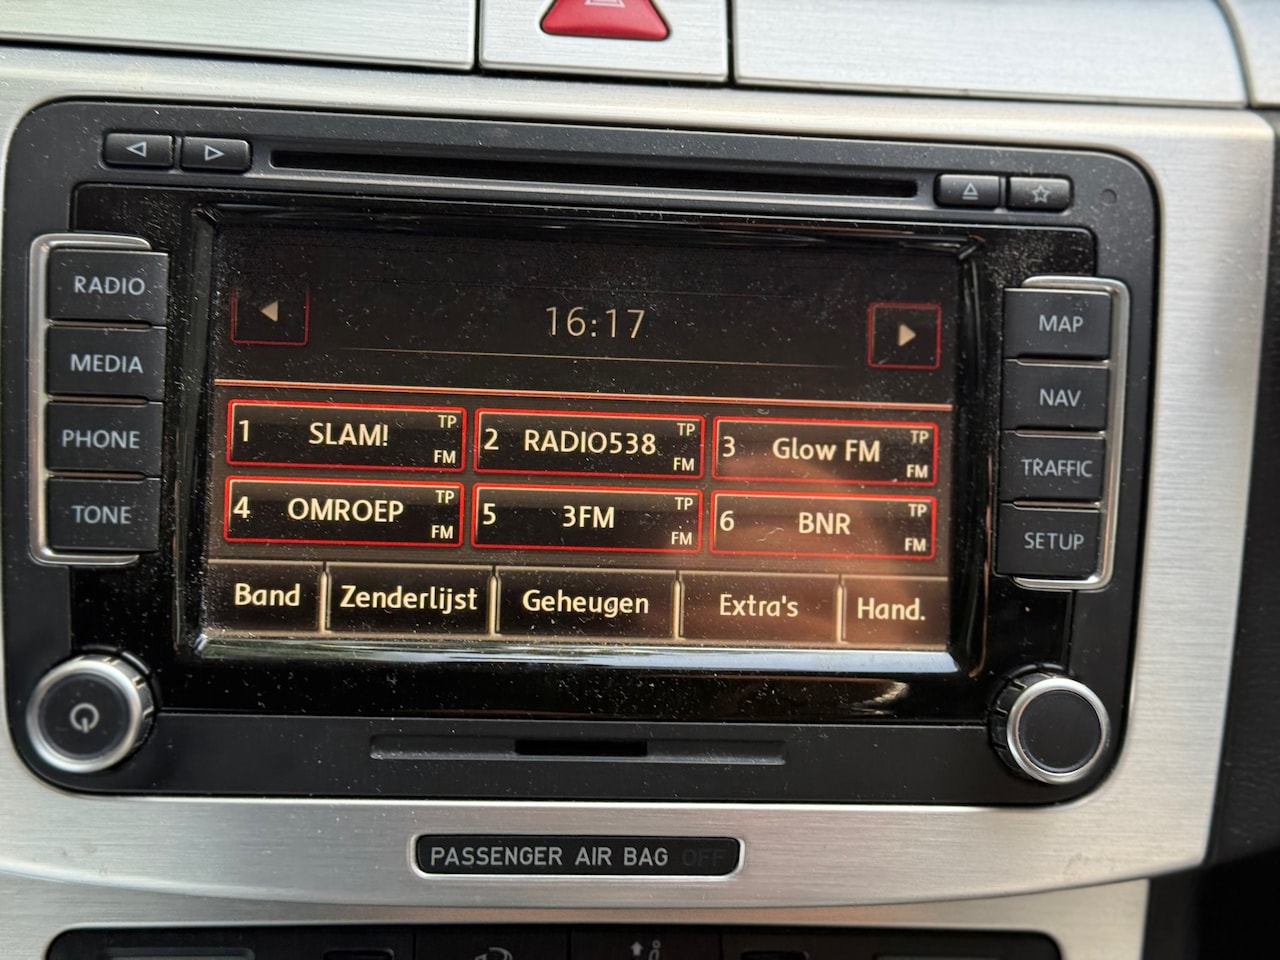 RADIO
MEDIA
PHONE
TONE
16:17
1 SLAM! TP FM
2 RADIO538 TP FM
3 Glow FM TP FM
4 OMROEP TP FM
5 3FM TP FM
6 BNR TP FM
Band Zenderlijst Geheugen Extra's Hand.
MAP
NAV
TRAFFIC
SETUP
PASSENGER AIR BAG OFF